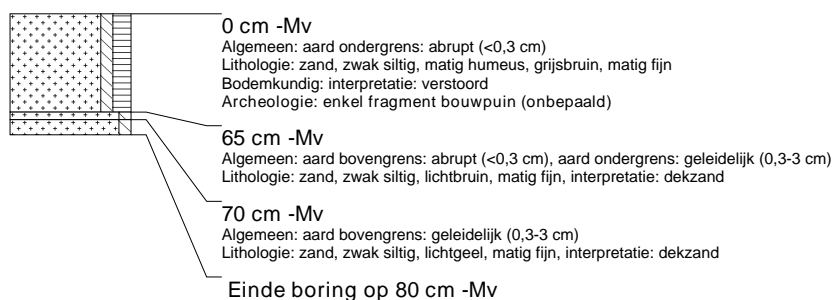 0 cm -Mv
Algemeen: aard ondergrens: abrupt (<0,3 cm)
Lithologie: zand, zwak siltig, matig humeus, grijsbruin, matig fijn
Bodemkundig: interpretatie: verstoord
Archeologie: enkel fragment bouwpuin (onbepaald)
65 cm -Mv
Algemeen: aard bovengrens: abrupt (<0,3 cm), aard ondergrens: geleidelijk (0,3-3 cm)
Lithologie: zand, zwak siltig, lichtbruin, matig fijn, interpretatie: dekzand
70 cm -Mv
Algemeen: aard bovengrens: geleidelijk (0,3-3 cm)
Lithologie: zand, zwak siltig, lichtgeel, matig fijn, interpretatie: dekzand
Einde boring op 80 cm -Mv